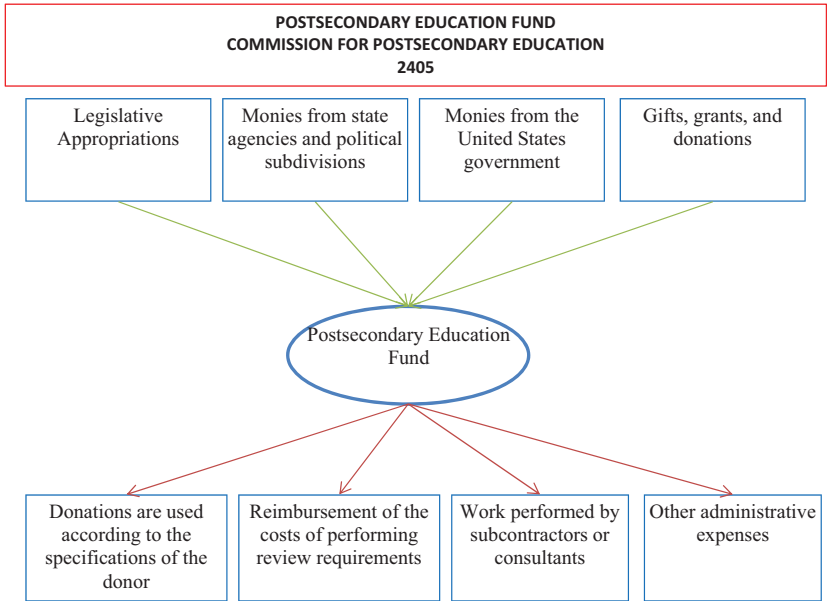 POSTSECONDARY EDUCATION FUND
COMMISSION FOR POSTSECONDARY EDUCATION
2405
Legislative
Appropriations
Monies from state
agencies and political
subdivisions
Monies from the
United States
government
Gifts, grants, and
donations
Postsecondary Education
Fund
Donations are used
according to the
specifications of the
donor
Reimbursement of the
costs of performing
review requirements
Work performed by
subcontractors or
consultants
Other administrative
expenses